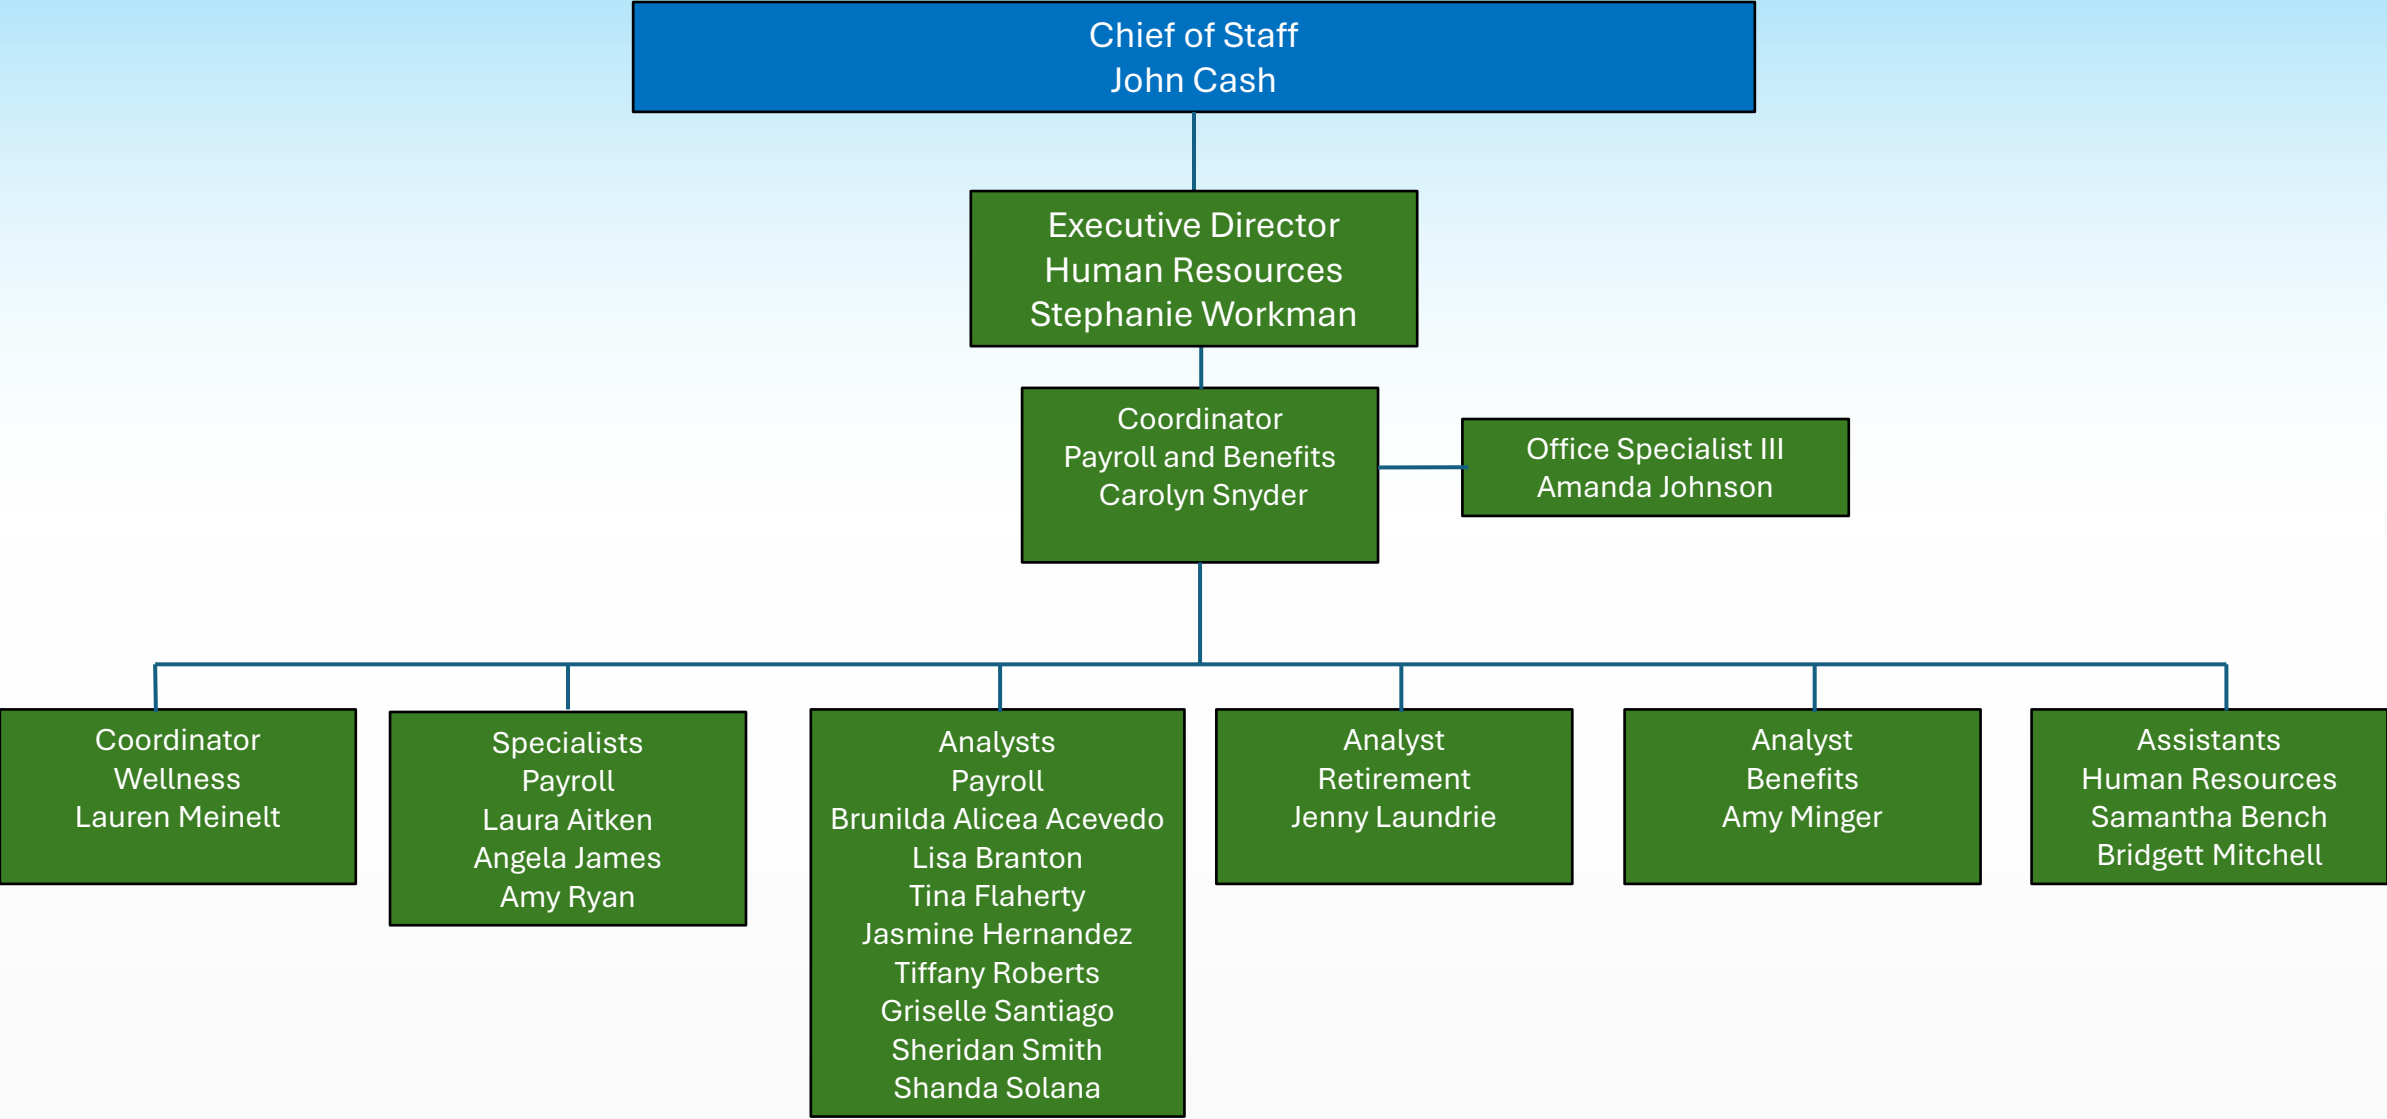 Chief of Staff
John Cash
Executive Director
Human Resources
Stephanie Workman
Coordinator
Payroll and Benefits
Carolyn Snyder
Office Specialist III
Amanda Johnson
Coordinator
Wellness
Lauren Meinelt
Specialists
Payroll
Laura Aitken
Angela James
Amy Ryan
Analysts
Payroll
Brunilda Alicea Acevedo
Lisa Branton
Tina Flaherty
Jasmine Hernandez
Tiffany Roberts
Griselle Santiago
Sheridan Smith
Shanda Solana
Analyst
Retirement
Jenny Laundrie
Analyst
Benefits
Amy Minger
Assistants
Human Resources
Samantha Bench
Bridgett Mitchell